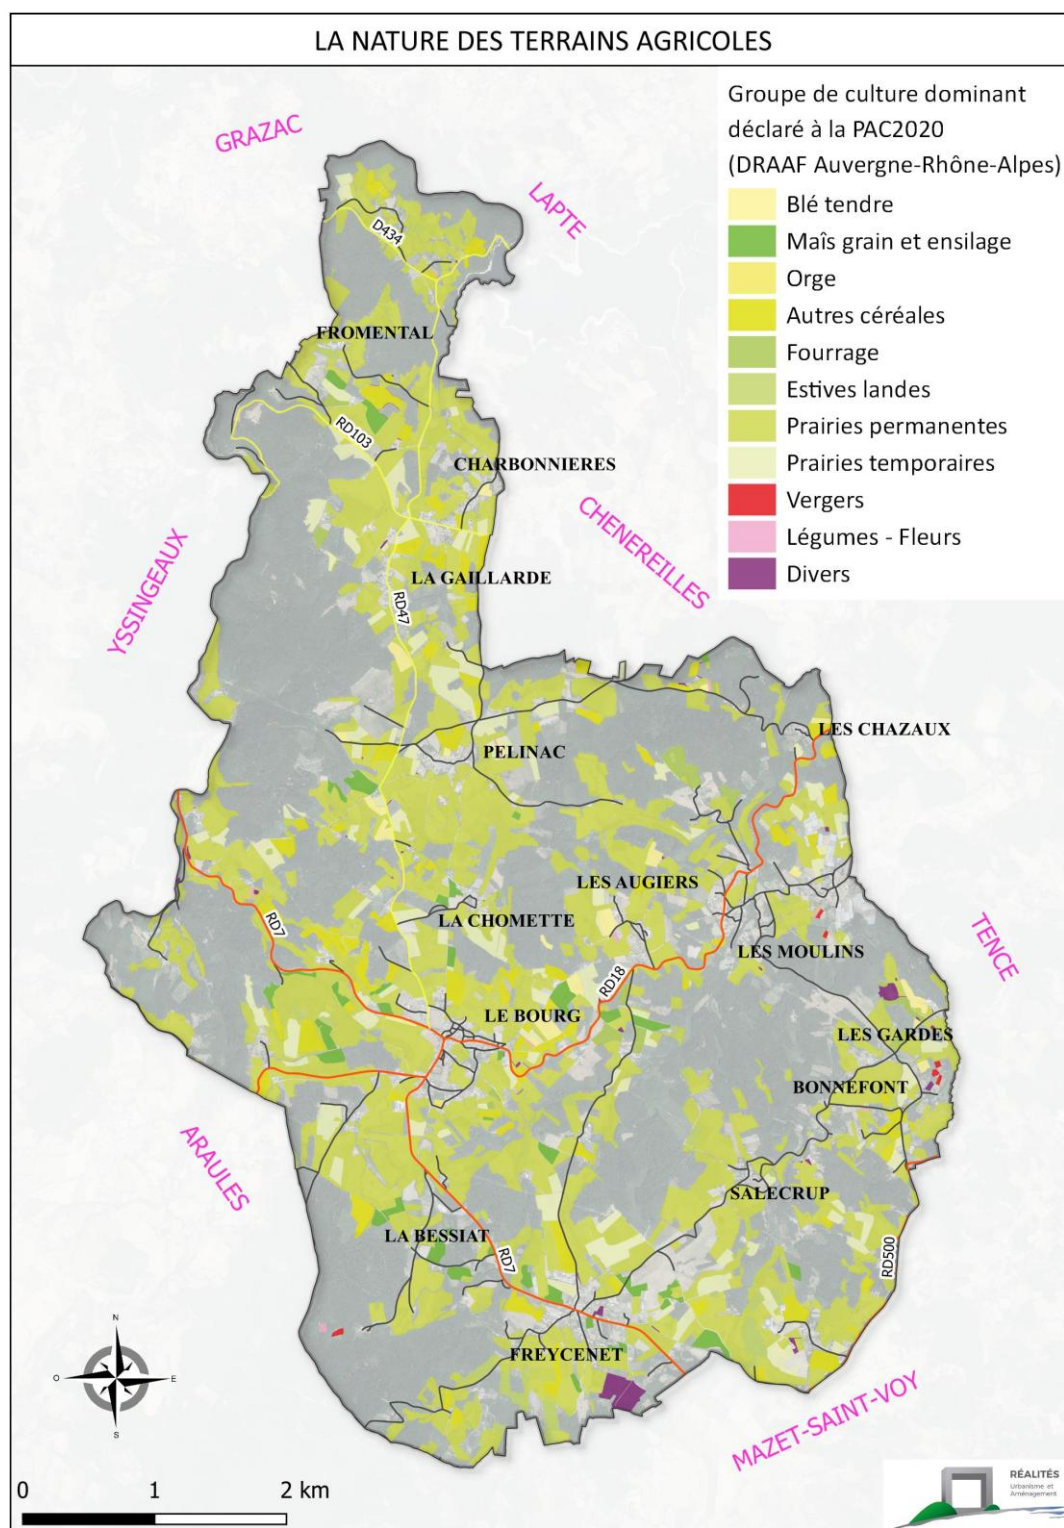 LA NATURE DES TERRAINS AGRICOLES
Groupe de culture dominant
déclaré à la PAC2020
(DRAAF Auvergne-Rhône-Alpes)
Blé tendre
Maîs grain et ensilage
Orge
Autres céréales
Fourrage
Estives landes
Prairies permanentes
Prairies temporaires
Vergers
Légumes - Fleurs
Divers
GRAZAC
LAPTE
D434
FROMENTAL
RD103
CHARBONNIERES
CHENEREILLES
YSSINGEAUX
LA GAILLARDE
RD47
LES CHAZAUX
PELINAC
LES AUGIERS
LA CHOMETTE
RD7
LES MOULINS
TENCE
RD18
LE BOURG
LES GARDES
BONNEFONT
ARAULES
SALECRUP
LA BESSIAT
RD7
RD500
FREYCENET
MAZET-SAINT-VOY
N
O
E
S
0 1 2 km
RÉALITÉS
Urbanisme et
Aménagement